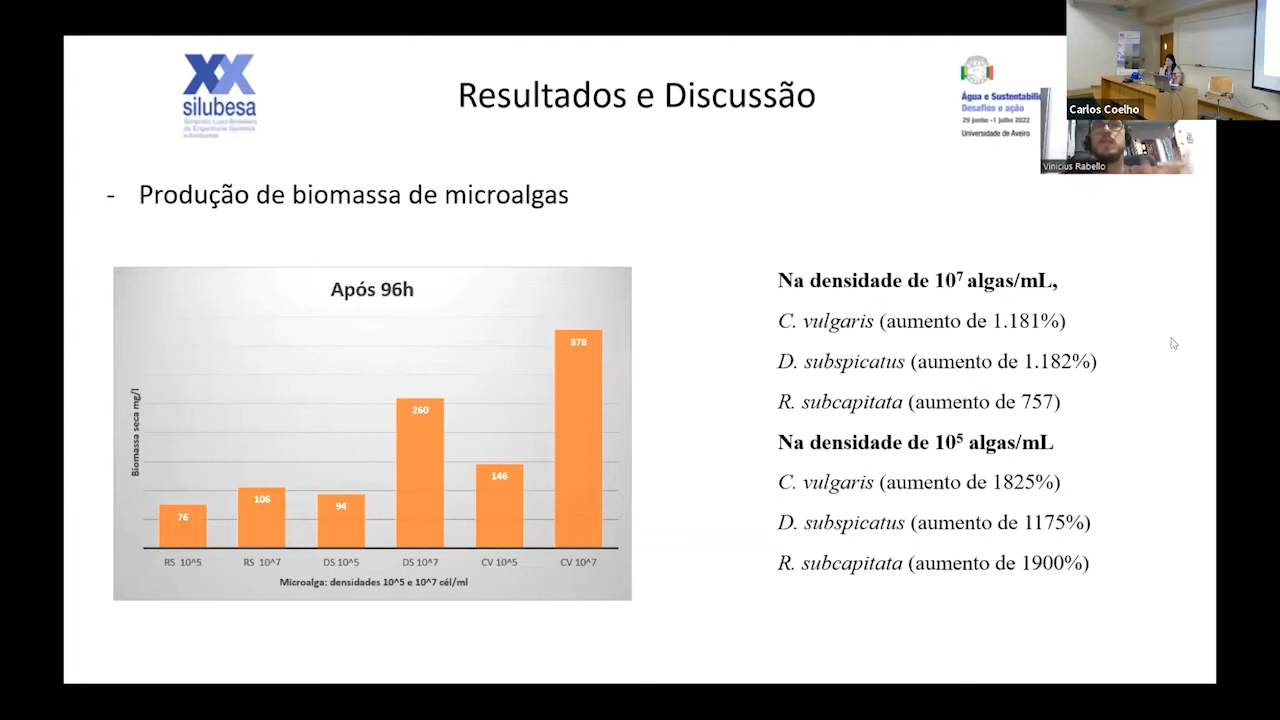 XX
silubesa
Simpósio Luso-Brasileiro
de Engenharia Sanitária
e Ambiental
Resultados e Discussão
Água e Sustentabili
Desafios e ação
29 junho -1 julho 2022
Universidade de Aveiro
Carlos Coelho
Vinicius Rabello
- Produção de biomassa de microalgas
Após 96h
Biomassa seca mg/l
76
106
94
260
146
378
RS 10^5
RS 10^7
DS 10^5
DS 10^7
CV 10^5
CV 10^7
Microalga: densidades 10^5 e 10^7 cél/ml
Na densidade de 10⁷ algas/mL,
C. vulgaris (aumento de 1.181%)
D. subspicatus (aumento de 1.182%)
R. subcapitata (aumento de 757)
Na densidade de 10⁵ algas/mL
C. vulgaris (aumento de 1825%)
D. subspicatus (aumento de 1175%)
R. subcapitata (aumento de 1900%)